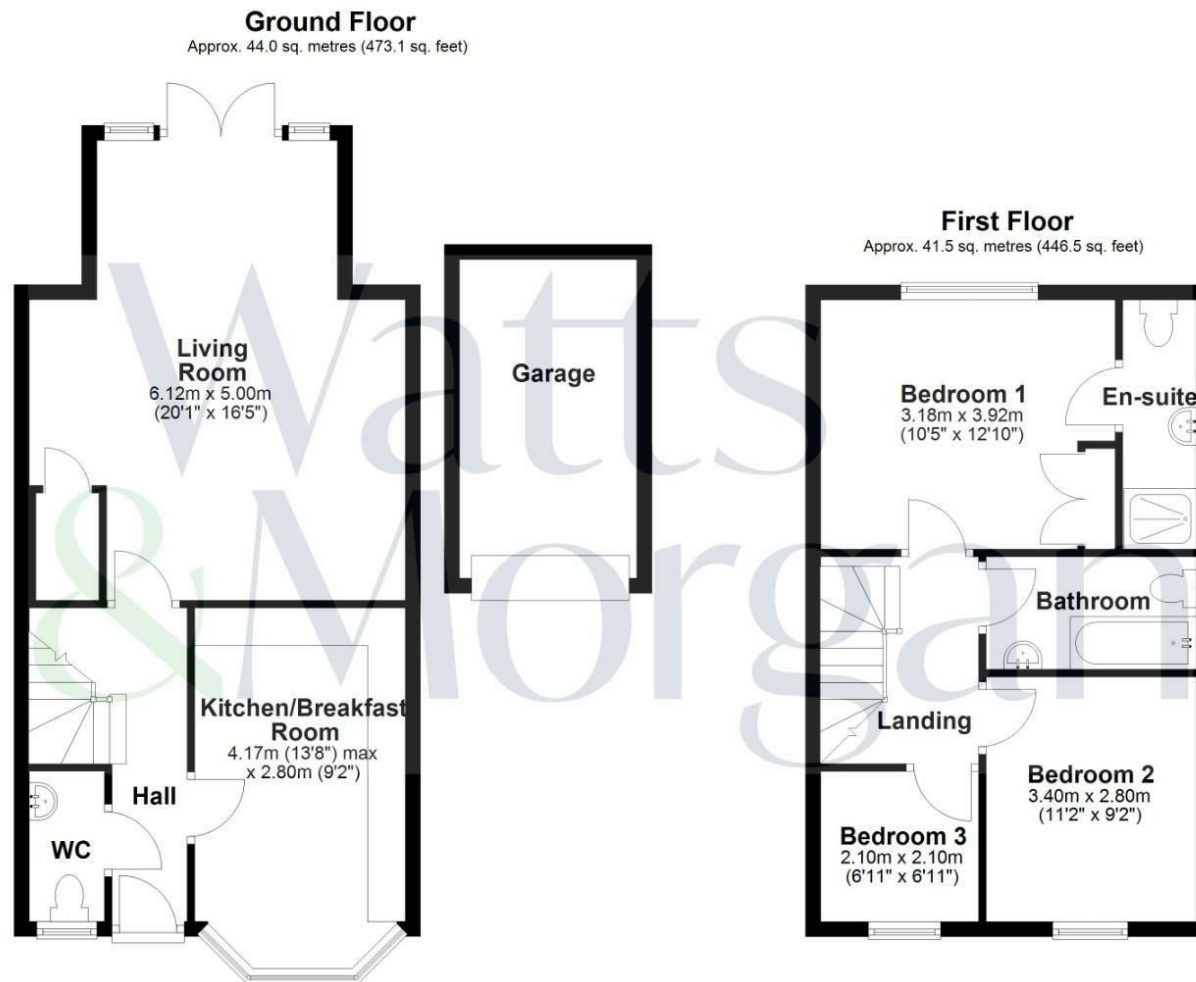 Ground Floor
Approx. 44.0 sq. metres (473.1 sq. feet)
Living
Room
6.12m x 5.00m
(20'1" x 16'5")
Kitchen/Breakfast
Room
4.17m (13'8") max
x 2.80m (9'2")
Hall
WC
Garage
First Floor
Approx. 41.5 sq. metres (446.5 sq. feet)
Bedroom 1
3.18m x 3.92m
(10'5" x 12'10")
En-suite
Bathroom
Landing
Bedroom 2
3.40m x 2.80m
(11'2" x 9'2")
Bedroom 3
2.10m x 2.10m
(6'11" x 6'11")
Watts
&Morgan